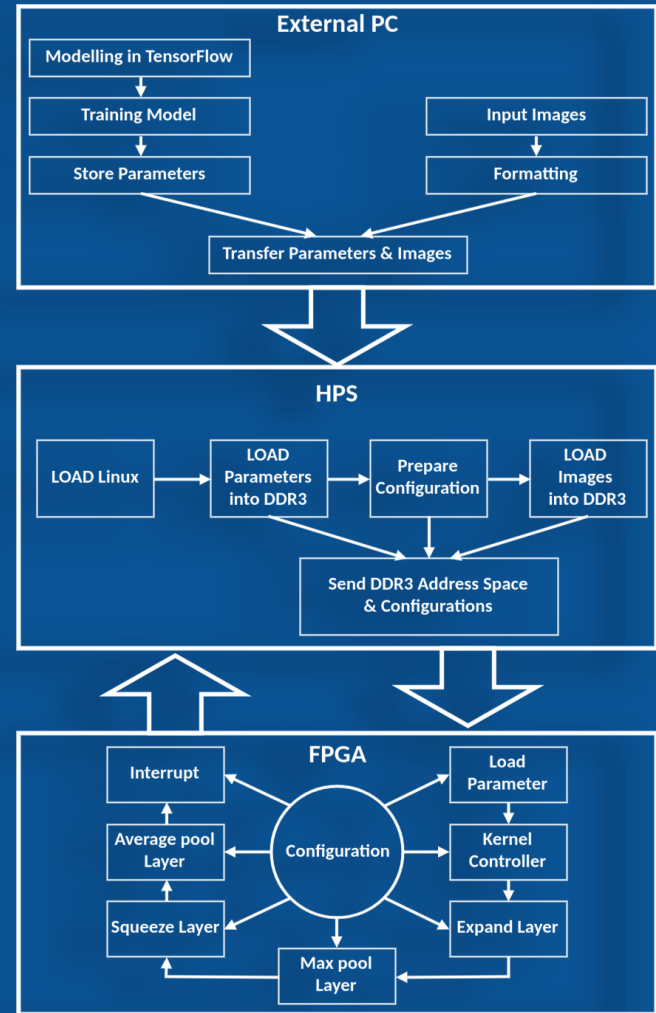 External PC
Modelling in TensorFlow
Training Model
Store Parameters
Input Images
Formatting
Transfer Parameters & Images
HPS
LOAD Linux
LOAD
Parameters
into DDR3
Prepare
Configuration
LOAD
Images
into DDR3
Send DDR3 Address Space
& Configurations
FPGA
Interrupt
Average pool
Layer
Squeeze Layer
Configuration
Load
Parameter
Kernel
Controller
Expand Layer
Max pool
Layer